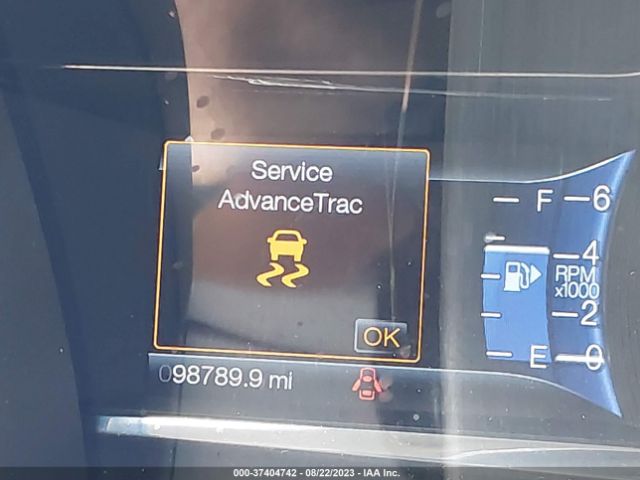 Service
AdvanceTrac
OK
098789.9 mi
F
E
6
4
RPM
x1000
2
0
000-37404742 - 08/22/2023 - IAA Inc.